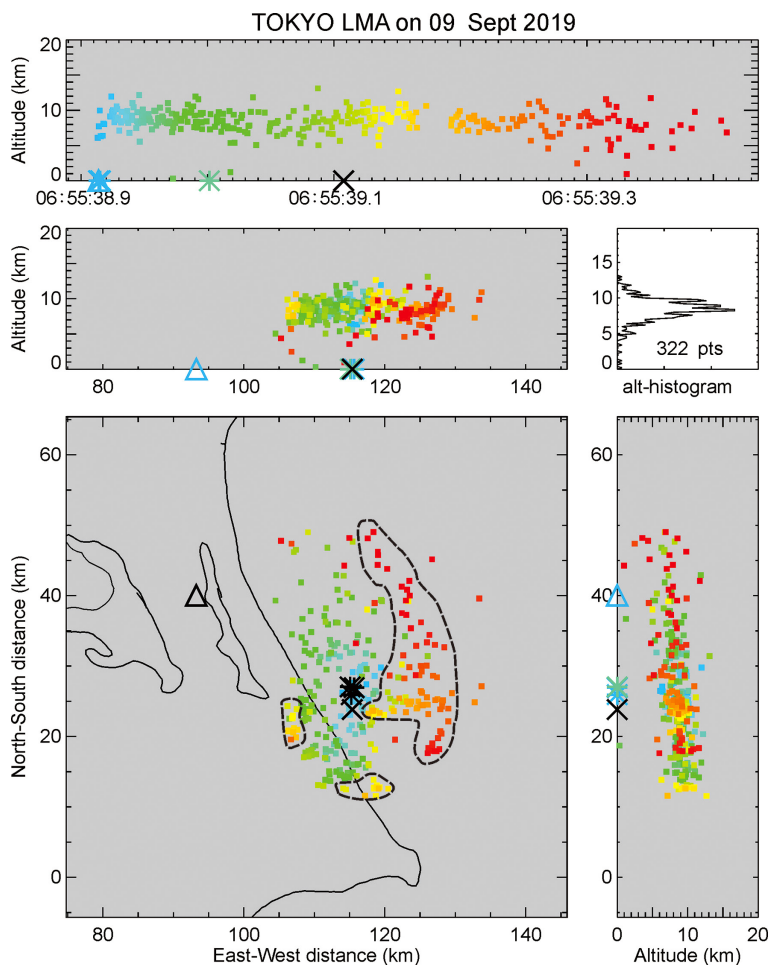 TOKYO LMA on 09 Sept 2019
Altitude (km)
20
10
0
06:55:38.9 06:55:39.1 06:55:39.3
Altitude (km)
20
10
0
80 100 120 140
15
10
5
0
322 pts
alt-histogram
North-South distance (km)
60
40
20
0
80 100 120 140
East-West distance (km)
60
40
20
0
0 10 20
Altitude (km)